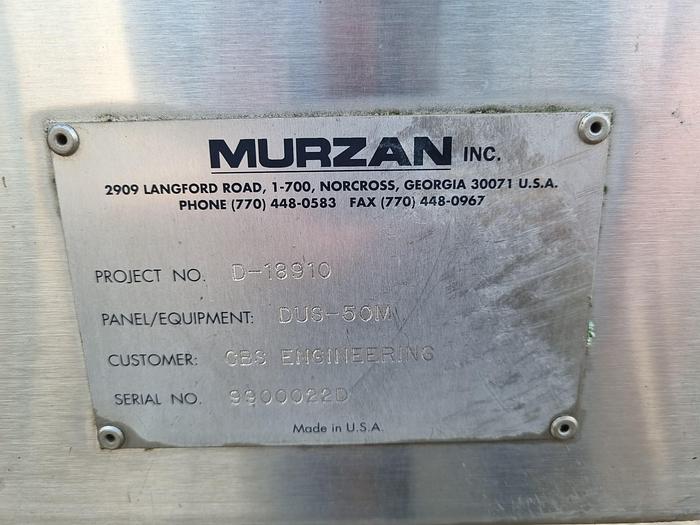 MURZAN INC.
2909 LANGFORD ROAD, 1-700, NORCROSS, GEORGIA 30071 U.S.A.
PHONE (770) 448-0583 FAX (770) 448-0967
PROJECT NO. D-18910
PANEL/EQUIPMENT: DUS-50M
CUSTOMER: CBS ENGINEERING
SERIAL NO. 9900022D
Made in U.S.A.